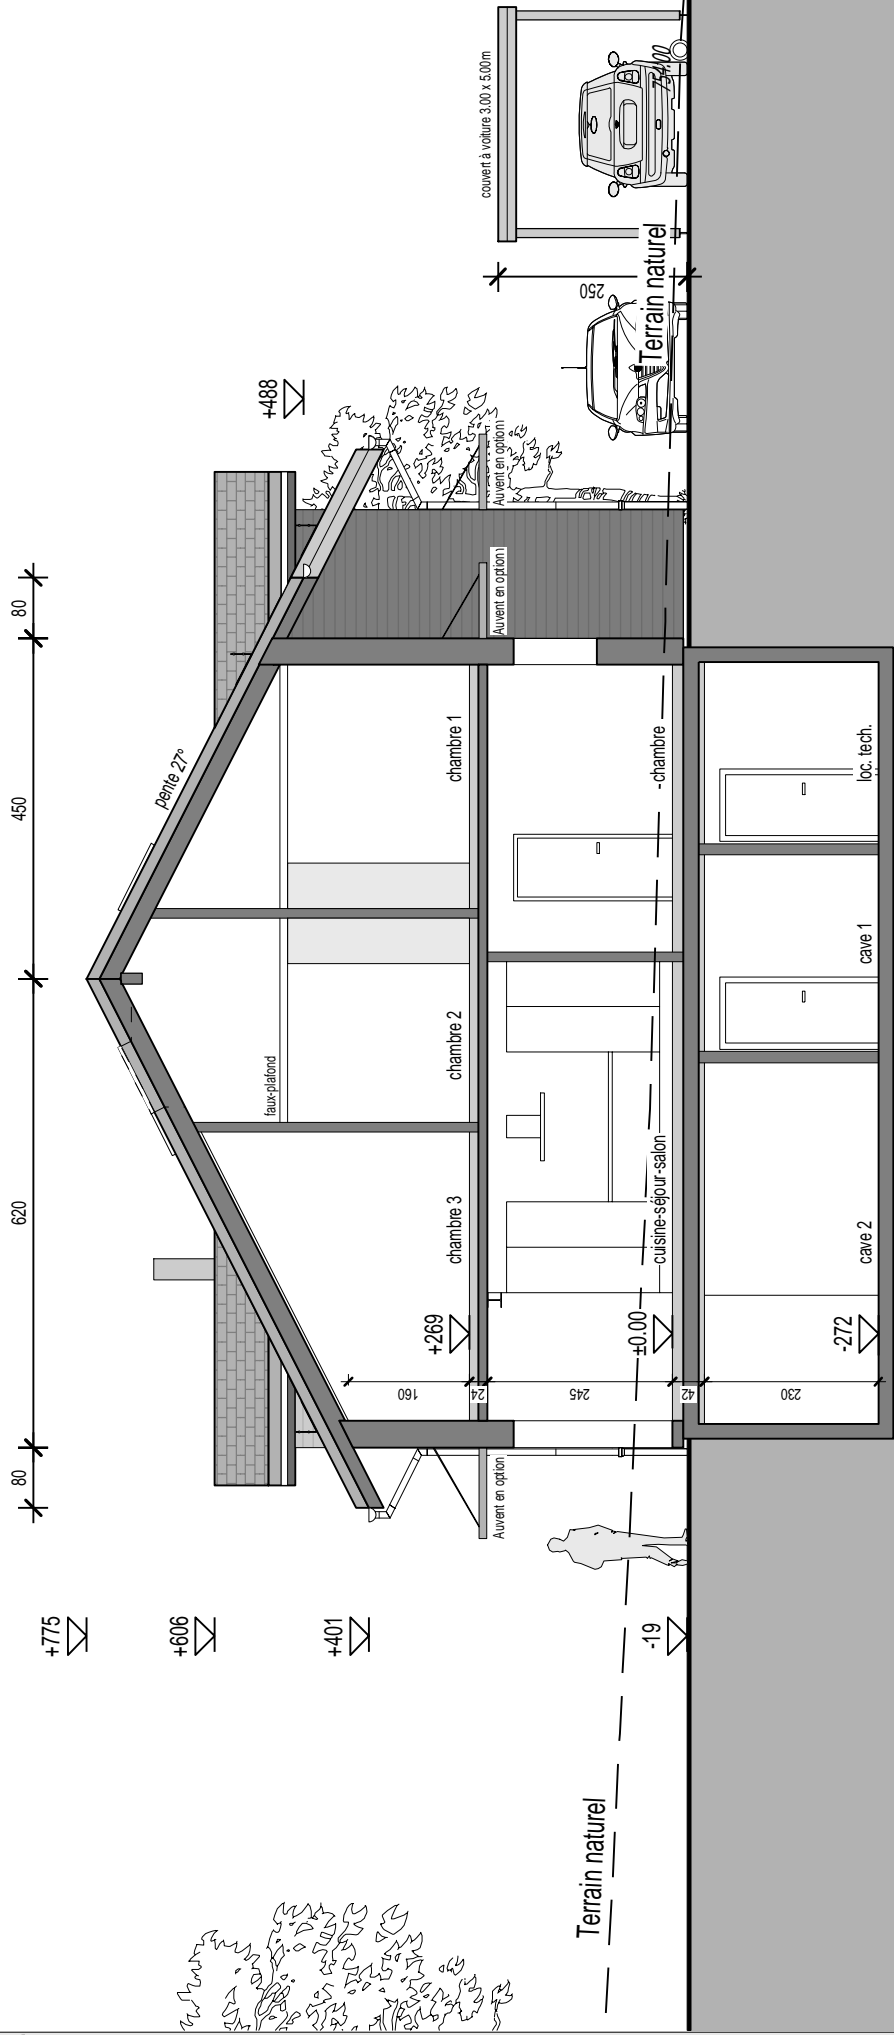 80
620
450
80
+775
+606
+401
-19
+488
pente 27°
faux-plafond
chambre 3
chambre 2
chambre 1
+269
160
24
245
42
230
±0.00
-272
Auvent en option
Auvent en option
Auvent en option
cuisine-séjour-salon
chambre
cave 2
cave 1
loc. tech.
couvert à voiture 3.00 x 5.00m
250
Terrain naturel
Terrain naturel